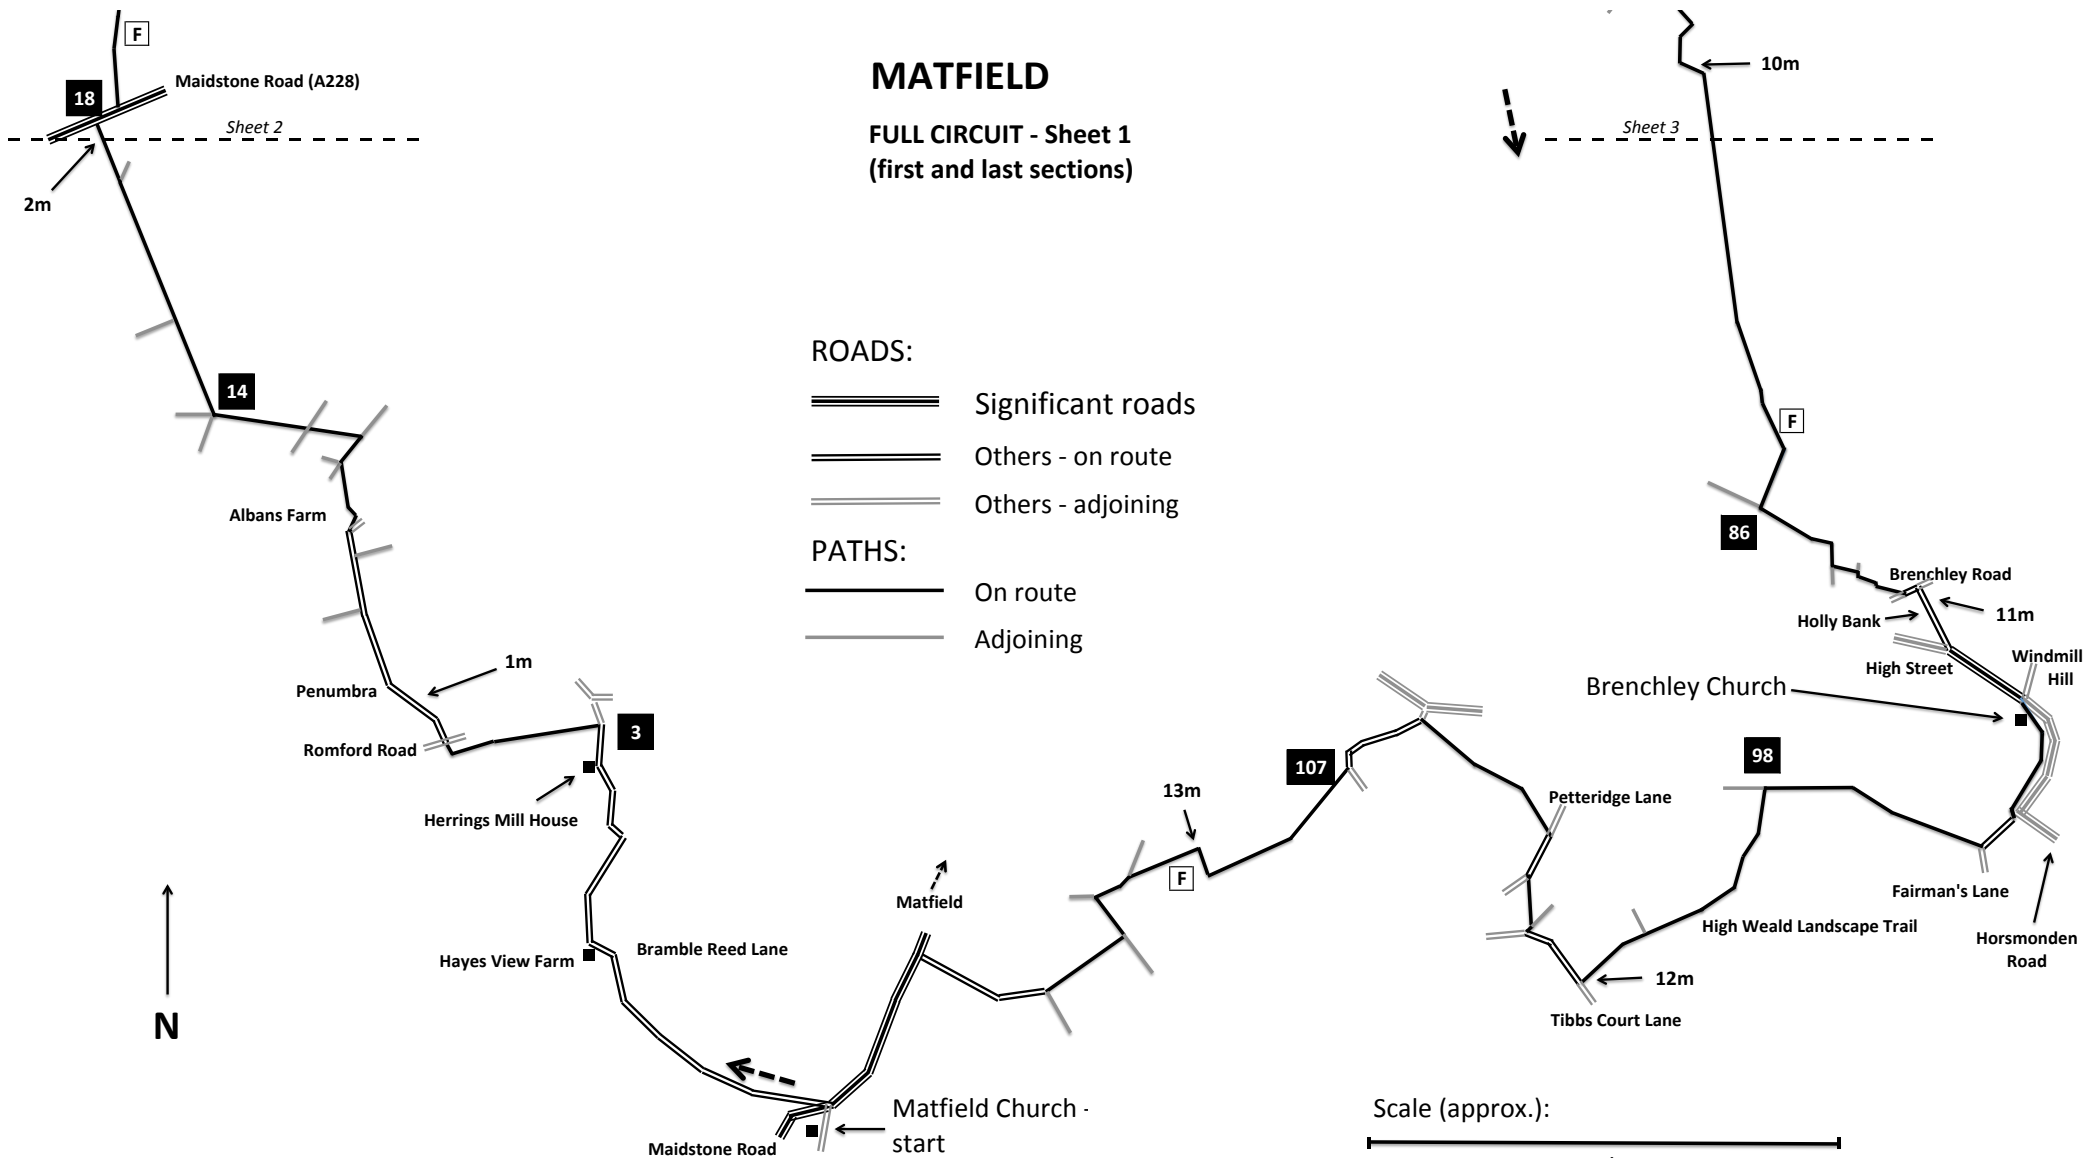 F
18
Maidstone Road (A228)
Sheet 2
2m
MATFIELD
FULL CIRCUIT - Sheet 1
(first and last sections)
10m
Sheet 3
14
ROADS:
Significant roads
Others - on route
Others - adjoining
PATHS:
On route
Adjoining
F
86
Brenchley Road
11m
Holly Bank
High Street
Windmill
Hill
Brenchley Church
Albans Farm
1m
Penumbra
Romford Road
3
Herrings Mill House
107
98
13m
Petteridge Lane
F
Matfield
Fairman's Lane
High Weald Landscape Trail
Horsmonden
Road
Hayes View Farm
Bramble Reed Lane
12m
Tibbs Court Lane
N
Matfield Church -
start
Maidstone Road
Scale (approx.):